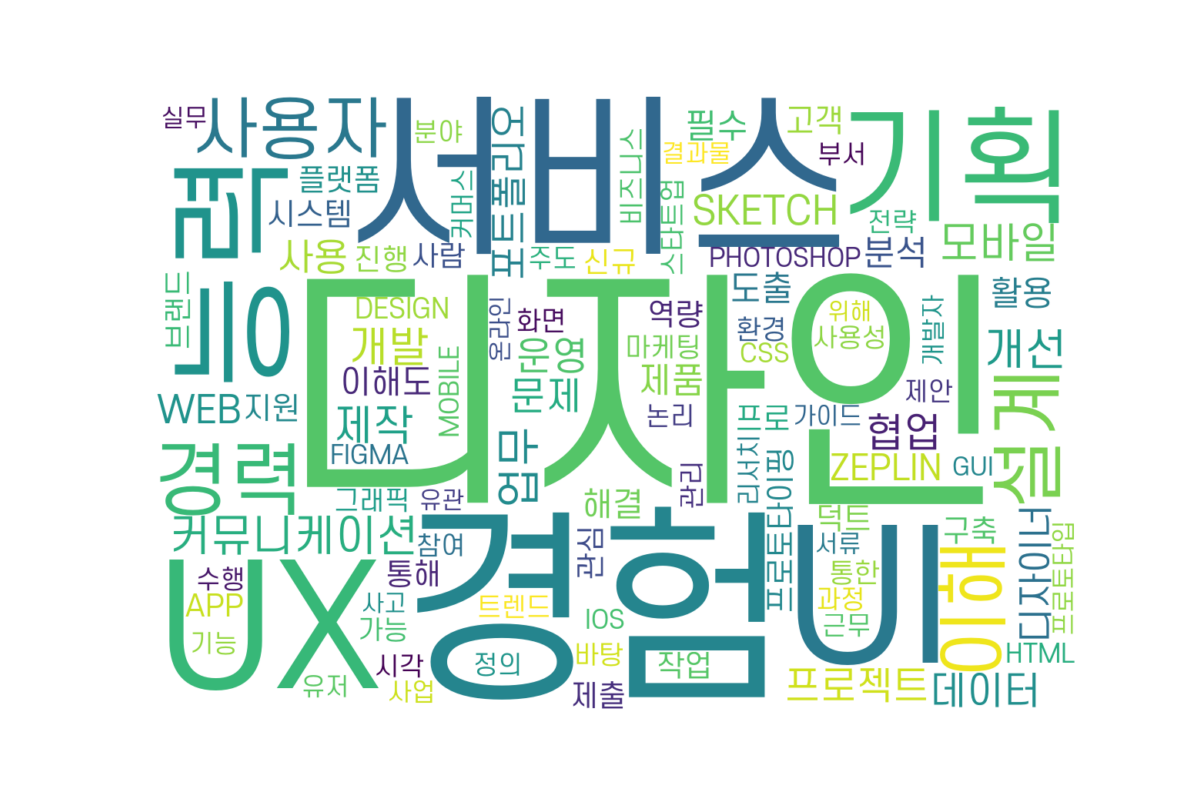 실무
사용자
서비스
분야
포트폴리오
비즈니스
필수
고객
기획
결과물
부서
플랫폼
능력
커머스
시스템
스타트업
SKETCH
전략
모바일
사용
진행
사람
주도
신규
PHOTOSHOP
분석
브랜드
디자인
DESIGN
온라인
화면
역량
도출
환경
위해
사용성
개발자
활용
개발
운영
마케팅
CSS
개선
이해도
MOBILE
문제
제품
제안
설계
WEB
지원
제작
논리
리서치
프로
가이드
협업
경력
FIGMA
업무
관리
프로토타이핑
ZEPLIN
GUI
그래픽
유관
해결
덕트
구축
디자이너
커뮤니케이션
참여
경험
관심
UI
서류
이해
프로토타입
UX
수행
통해
통한
APP
사고
트렌드
IOS
과정
기능
가능
근무
HTML
시각
정의
바탕
작업
유저
사업
제출
프로젝트
데이터